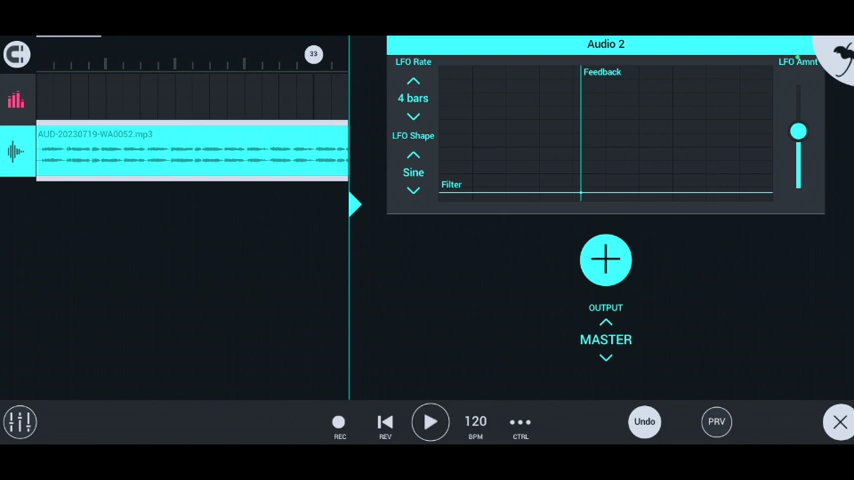 Audio 2
33
LFO Rate
4 bars
LFO Shape
Sine
Feedback
Filter
LFO Amnt
AUD-20230719-WA0052.mp3
OUTPUT
MASTER
REC
REV
120
BPM
CTRL
Undo
PRV